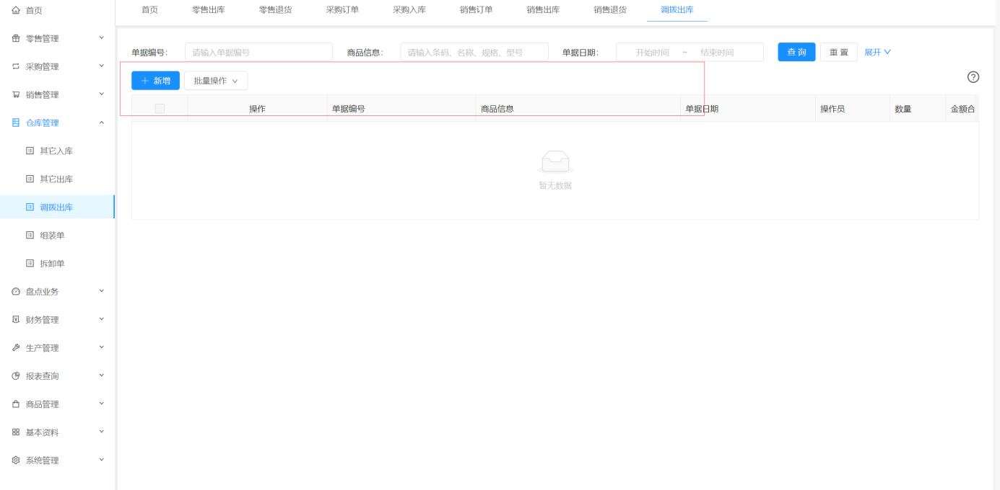 首页
零售管理
采购管理
销售管理
仓库管理
其它入库
其它出库
调拨出库
组装单
拆卸单
盘点业务
财务管理
生产管理
报表查询
商品管理
基本资料
系统管理
首页 零售出库 零售退货 采购订单 采购入库 销售订单 销售出库 销售退货 调拨出库
单据编号: 请输入单据编号 商品信息: 请输入条码、名称、规格、型号 单据日期: 开始时间 ~ 结束时间 查 询 重 置 展开
+ 新增 批量操作
操作 单据编号 商品信息 单据日期 操作员 数量 金额合
暂无数据